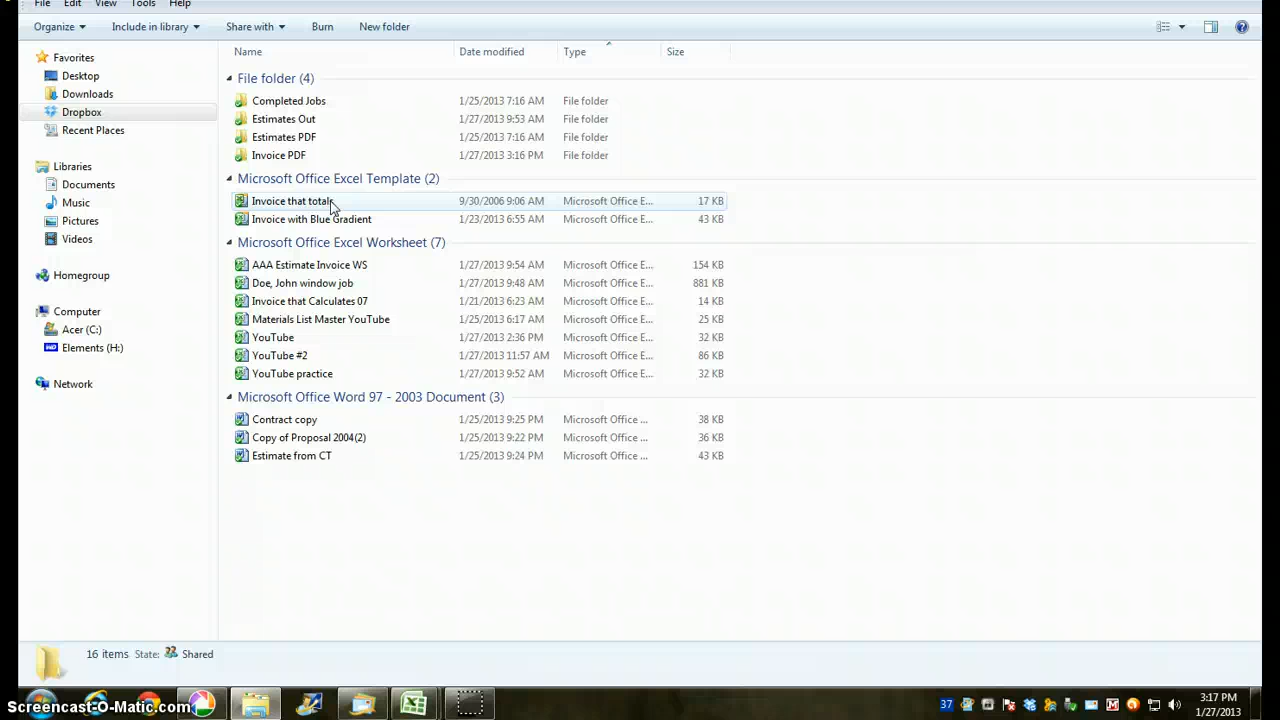 File Edit View Tools Help
Organize Include in library Share with Burn New folder
Name Date modified Type Size
Favorites
Desktop
Downloads
Dropbox
Recent Places
Libraries
Documents
Music
Pictures
Videos
Homegroup
Computer
Acer (C:)
Elements (H:)
Network
File folder (4)
Completed Jobs 1/25/2013 7:16 AM File folder
Estimates Out 1/27/2013 9:53 AM File folder
Estimates PDF 1/25/2013 7:16 AM File folder
Invoice PDF 1/27/2013 3:16 PM File folder
Microsoft Office Excel Template (2)
Invoice that totals 9/30/2006 9:06 AM Microsoft Office E... 17 KB
Invoice with Blue Gradient 1/23/2013 6:55 AM Microsoft Office E... 43 KB
Microsoft Office Excel Worksheet (7)
AAA Estimate Invoice WS 1/27/2013 9:54 AM Microsoft Office E... 154 KB
Doe, John window job 1/27/2013 9:48 AM Microsoft Office E... 881 KB
Invoice that Calculates 07 1/21/2013 6:23 AM Microsoft Office E... 14 KB
Materials List Master YouTube 1/25/2013 6:17 AM Microsoft Office E... 25 KB
YouTube 1/27/2013 2:36 PM Microsoft Office E... 32 KB
YouTube #2 1/27/2013 11:57 AM Microsoft Office E... 86 KB
YouTube practice 1/27/2013 9:52 AM Microsoft Office E... 32 KB
Microsoft Office Word 97 - 2003 Document (3)
Contract copy 1/25/2013 9:25 PM Microsoft Office ... 38 KB
Copy of Proposal 2004(2) 1/25/2013 9:22 PM Microsoft Office ... 36 KB
Estimate from CT 1/25/2013 9:24 PM Microsoft Office ... 43 KB
16 items State: Shared
Screencast-O-Matic.com
37
3:17 PM
1/27/2013